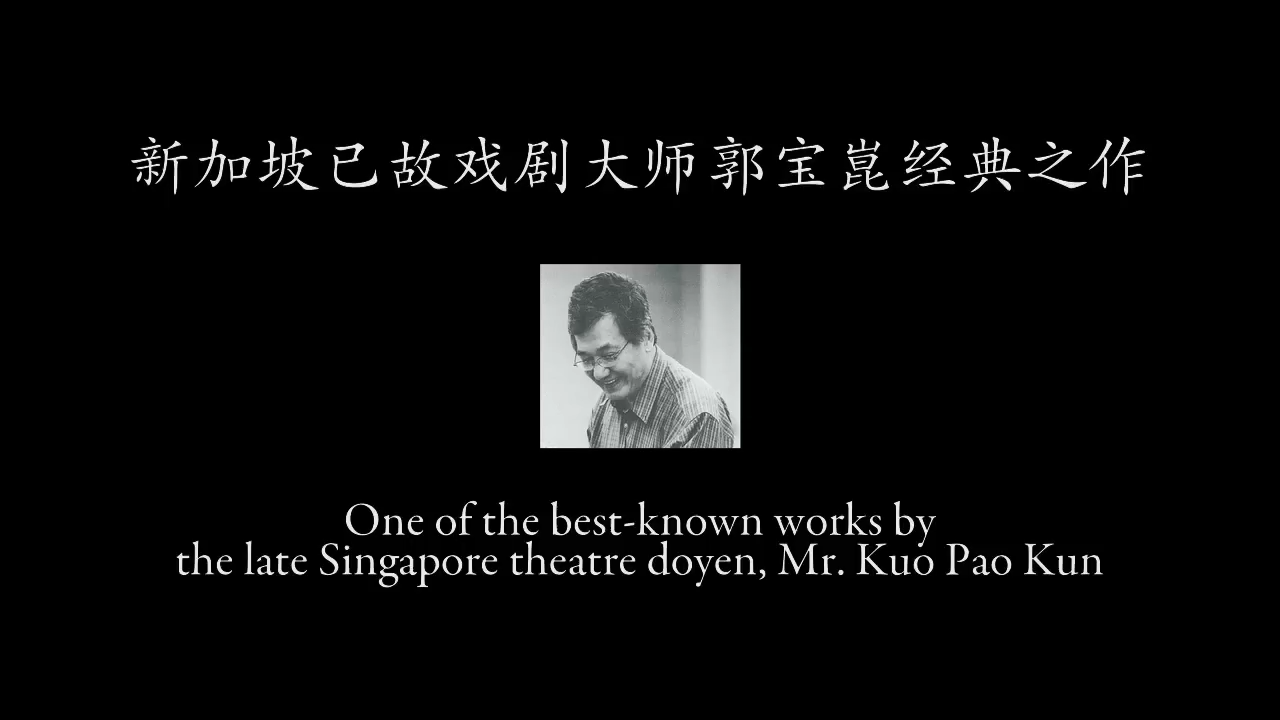 新加坡已故戏剧大师郭宝崑经典之作
One of the best-known works by
the late Singapore theatre doyen, Mr. Kuo Pao Kun